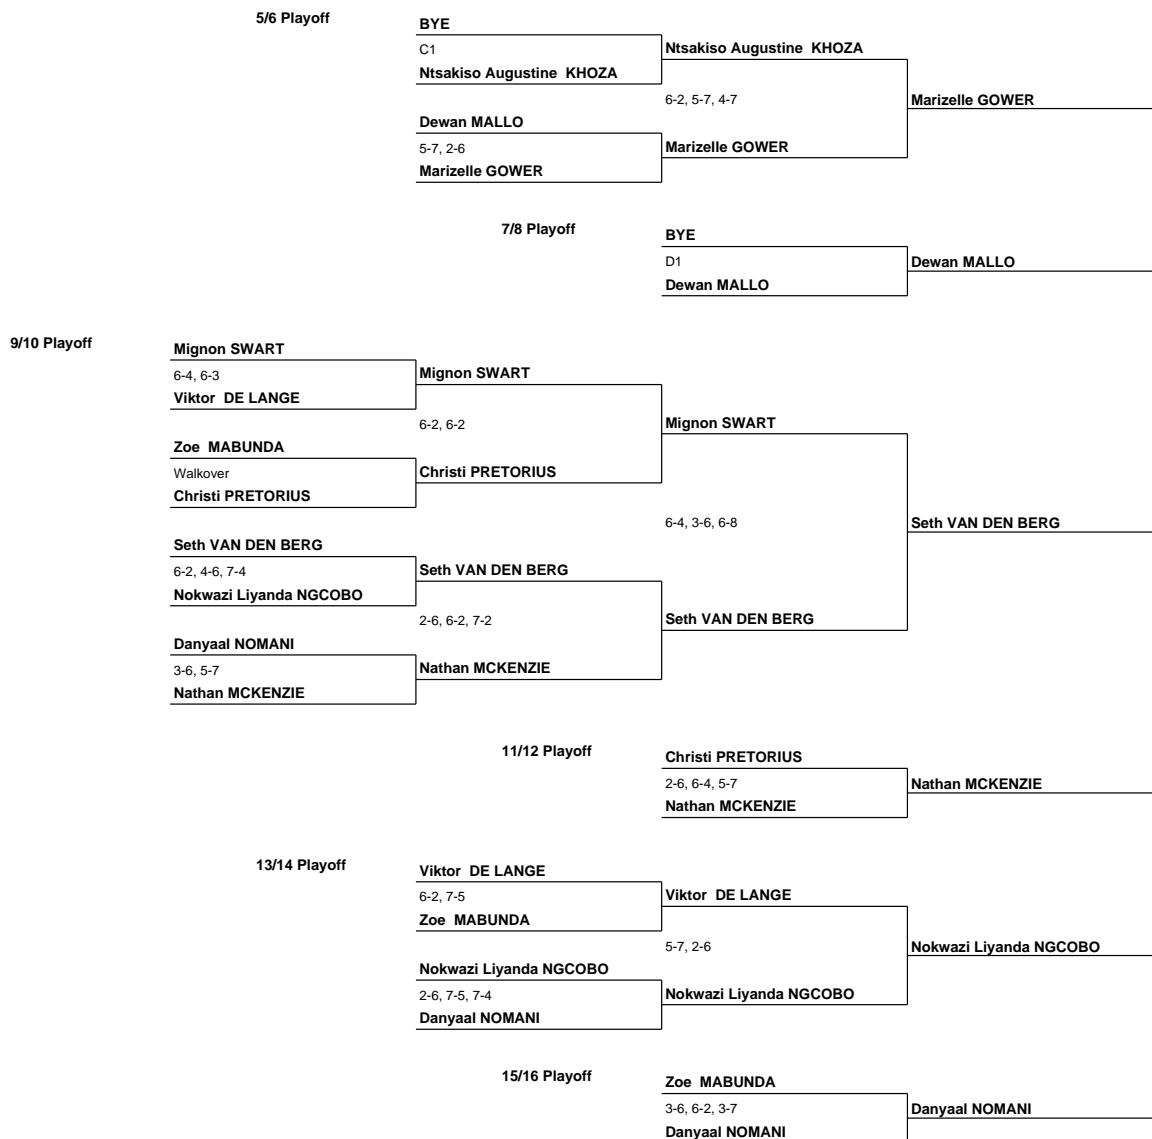 5/6 Playoff
BYE
C1
Ntsakiso Augustine KHOZA
Ntsakiso Augustine KHOZA
6-2, 5-7, 4-7
Marizelle GOWER
Dewan MALLO
5-7, 2-6
Marizelle GOWER
Marizelle GOWER
7/8 Playoff
BYE
D1
Dewan MALLO
Dewan MALLO
9/10 Playoff
Mignon SWART
6-4, 6-3
Viktor DE LANGE
Mignon SWART
6-2, 6-2
Mignon SWART
Zoe MABUNDA
Walkover
Christi PRETORIUS
Christi PRETORIUS
6-4, 3-6, 6-8
Seth VAN DEN BERG
Seth VAN DEN BERG
6-2, 4-6, 7-4
Nokwazi Liyanda NGCOBO
Seth VAN DEN BERG
2-6, 6-2, 7-2
Seth VAN DEN BERG
Danyaal NOMANI
3-6, 5-7
Nathan MCKENZIE
Nathan MCKENZIE
11/12 Playoff
Christi PRETORIUS
2-6, 6-4, 5-7
Nathan MCKENZIE
Nathan MCKENZIE
13/14 Playoff
Viktor DE LANGE
6-2, 7-5
Zoe MABUNDA
Viktor DE LANGE
5-7, 2-6
Nokwazi Liyanda NGCOBO
Nokwazi Liyanda NGCOBO
2-6, 7-5, 7-4
Danyaal NOMANI
Nokwazi Liyanda NGCOBO
15/16 Playoff
Zoe MABUNDA
3-6, 6-2, 3-7
Danyaal NOMANI
Danyaal NOMANI